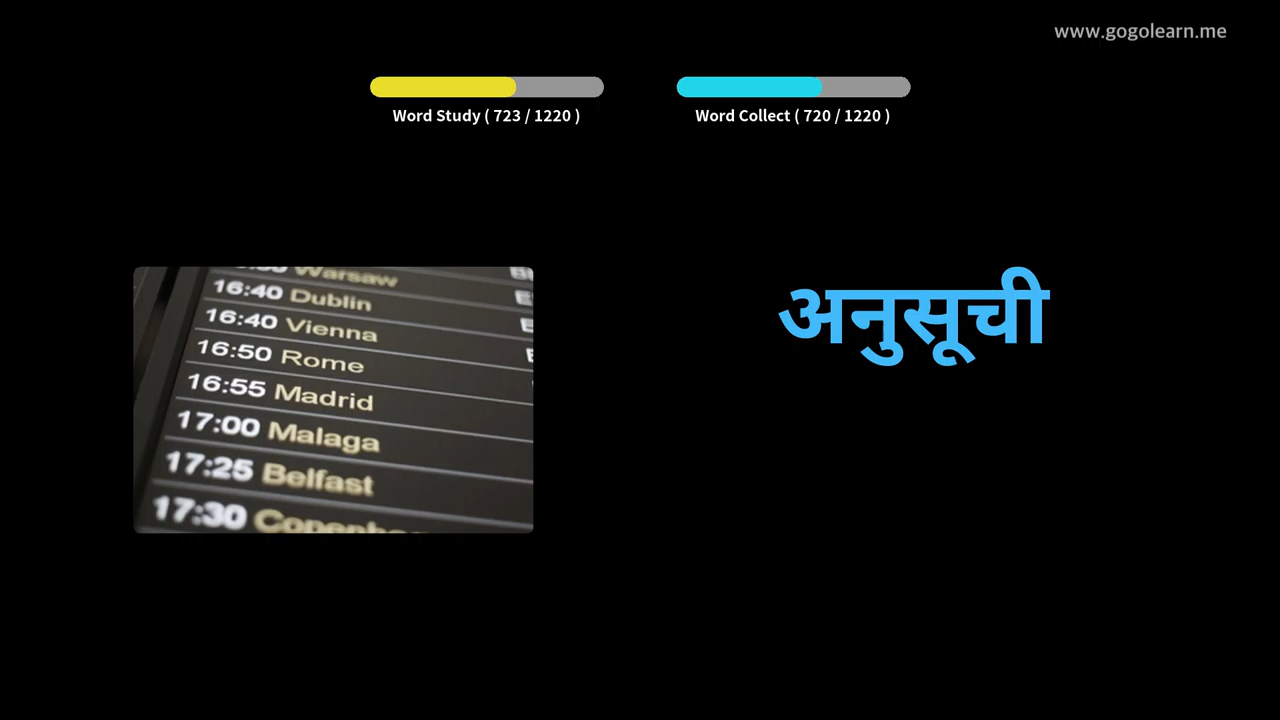 www.gogolearn.me
Word Study ( 723 / 1220 )
Word Collect ( 720 / 1220 )
Warsaw
16:40 Dublin
16:40 Vienna
16:50 Rome
16:55 Madrid
17:00 Malaga
17:25 Belfast
17:30
अनुसूची